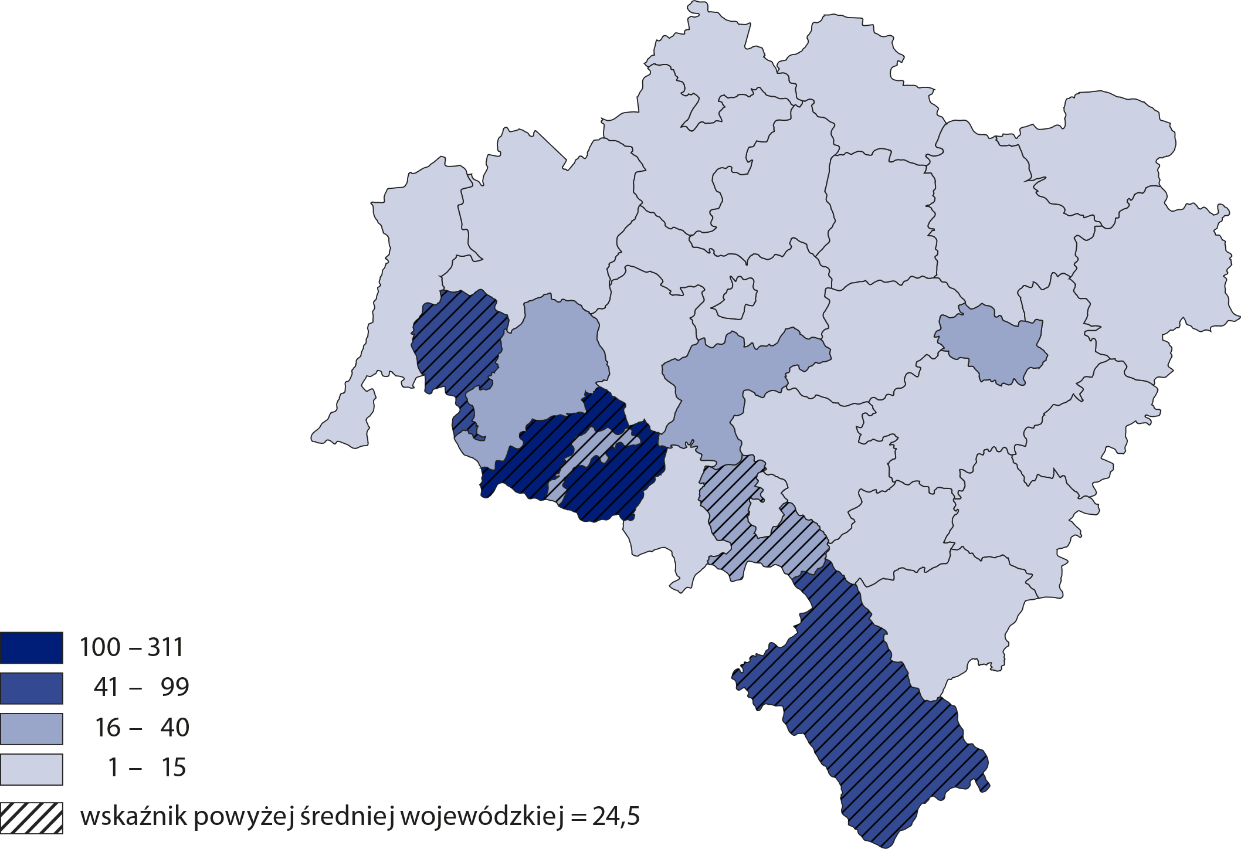 100 – 311
41 – 99
16 – 40
1 – 15
wskaźnik powyżej średniej wojewódzkiej = 24,5